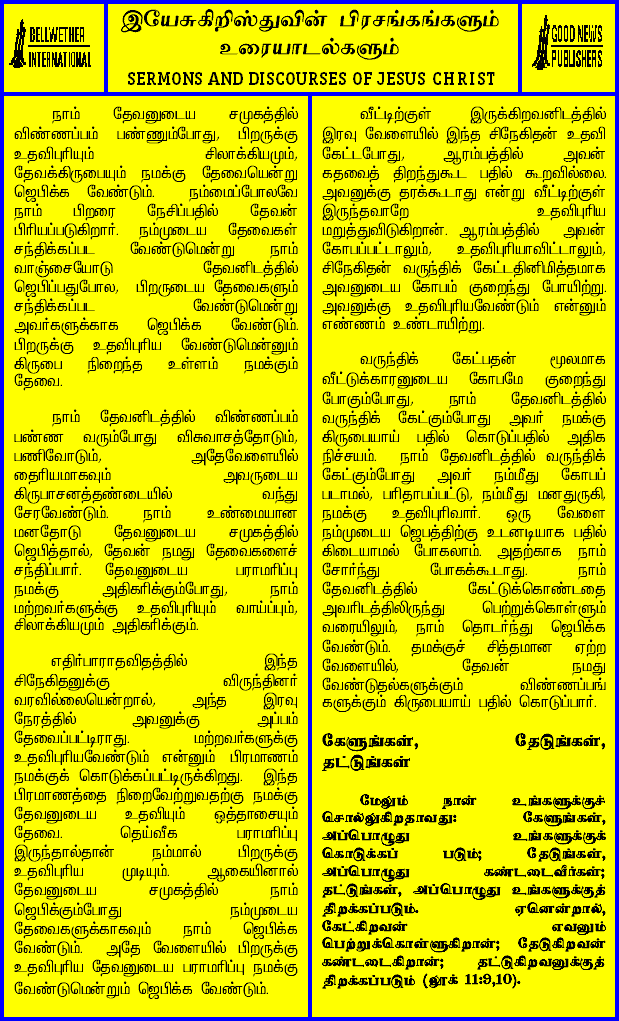 BELLWETHER
INTERNATIONAL
இயேசுகிறிஸ்துவின் பிரசங்கங்களும்
உரையாடல்களும்
SERMONS AND DISCOURSES OF JESUS CHRIST
GOOD NEWS
PUBLISHERS
நாம் தேவனுடைய சமுகத்தில்
விண்ணப்பம் பண்ணும்போது, பிறருக்கு
உதவிபுரியும் சிலாக்கியமும்,
தேவக்கிருபையும் நமக்கு தேவையென்று
ஜெபிக்க வேண்டும். நம்மைப்போலவே
நாம் பிறரை நேசிப்பதில் தேவன்
பிரியப்படுகிறார். நம்முடைய தேவைகள்
சந்திக்கப்பட வேண்டுமென்று நாம்
வாஞ்சையோடு தேவனிடத்தில்
ஜெபிப்பதுபோல, பிறருடைய தேவைகளும்
சந்திக்கப்பட வேண்டுமென்று
அவர்களுக்காக ஜெபிக்க வேண்டும்.
பிறருக்கு உதவிபுரிய வேண்டுமென்னும்
கிருபை நிறைந்த உள்ளம் நமக்கும்
தேவை.
நாம் தேவனிடத்தில் விண்ணப்பம்
பண்ண வரும்போது விசுவாசத்தோடும்,
பணிவோடும், அதேவேளையில்
தைரியமாகவும் அவருடைய
கிருபாசனத்தண்டையில் வந்து
சேரவேண்டும். நாம் உண்மையான
மனதோடு தேவனுடைய சமுகத்தில்
ஜெபித்தால், தேவன் நமது தேவைகளைச்
சந்திப்பார். தேவனுடைய பராமரிப்பு
நமக்கு அதிகரிக்கும்போது, நாம்
மற்றவர்களுக்கு உதவிபுரியும் வாய்ப்பும்,
சிலாக்கியமும் அதிகரிக்கும்.
எதிர்பாராதவிதத்தில் இந்த
சிநேகிதனுக்கு விருந்தினர்
வரவில்லையென்றால், அந்த இரவு
நேரத்தில் அவனுக்கு அப்பம்
தேவைப்பட்டிராது. மற்றவர்களுக்கு
உதவிபுரியவேண்டும் என்னும் பிரமாணம்
நமக்குக் கொடுக்கப்பட்டிருக்கிறது. இந்த
பிரமாணத்தை நிறைவேற்றுவதற்கு நமக்கு
தேவனுடைய உதவியும் ஒத்தாசையும்
தேவை. தெய்வீக பராமரிப்பு
இருந்தால்தான் நம்மால் பிறருக்கு
உதவிபுரிய முடியும். ஆகையினால்
தேவனுடைய சமுகத்தில் நாம்
ஜெபிக்கும்போது நம்முடைய
தேவைகளுக்காகவும் நாம் ஜெபிக்க
வேண்டும். அதே வேளையில் பிறருக்கு
உதவிபுரிய தேவனுடைய பராமரிப்பு நமக்கு
வேண்டுமென்றும் ஜெபிக்க வேண்டும்.
வீட்டிற்குள் இருக்கிறவனிடத்தில்
இரவு வேளையில் இந்த சிநேகிதன் உதவி
கேட்டபோது, ஆரம்பத்தில் அவன்
கதவைத் திறந்துகூட பதில் கூறவில்லை.
அவனுக்கு தரக்கூடாது என்று வீட்டிற்குள்
இருந்தவாறே உதவிபுரிய
மறுத்துவிடுகிறான். ஆரம்பத்தில் அவன்
கோபப்பட்டாலும், உதவிபுரியாவிட்டாலும்,
சிநேகிதன் வருந்திக் கேட்டதினிமித்தமாக
அவனுடைய கோபம் குறைந்து போயிற்று.
அவனுக்கு உதவிபுரியவேண்டும் என்னும்
எண்ணம் உண்டாயிற்று.
வருந்திக் கேட்பதன் மூலமாக
வீட்டுக்காரனுடைய கோபமே குறைந்து
போகும்போது, நாம் தேவனிடத்தில்
வருந்திக் கேட்கும்போது அவர் நமக்கு
கிருபையாய் பதில் கொடுப்பதில் அதிக
நிச்சயம். நாம் தேவனிடத்தில் வருந்திக்
கேட்கும்போது அவர் நம்மீது கோபப்
படாமல், பரிதாபப்பட்டு, நம்மீது மனதுருகி,
நமக்கு உதவிபுரிவார். ஒரு வேளை
நம்முடைய ஜெபத்திற்கு உடனடியாக பதில்
கிடையாமல் போகலாம். அதற்காக நாம்
சோர்ந்து போகக்கூடாது. நாம்
தேவனிடத்தில் கேட்டுக்கொண்டதை
அவரிடத்திலிருந்து பெற்றுக்கொள்ளும்
வரையிலும், நாம் தொடர்ந்து ஜெபிக்க
வேண்டும். தமக்குச் சித்தமான ஏற்ற
வேளையில், தேவன் நமது
வேண்டுதல்களுக்கும் விண்ணப்பங்
களுக்கும் கிருபையாய் பதில் கொடுப்பார்.
கேளுங்கள், தேடுங்கள்,
தட்டுங்கள்
மேலும் நான் உங்களுக்குச்
சொல்லுகிறதாவது: கேளுங்கள்,
அப்பொழுது உங்களுக்குக்
கொடுக்கப் படும்; தேடுங்கள்,
அப்பொழுது கண்டடைவீர்கள்;
தட்டுங்கள், அப்பொழுது உங்களுக்குத்
திறக்கப்படும். ஏனென்றால்,
கேட்கிறவன் எவனும்
பெற்றுக்கொள்ளுகிறான்; தேடுகிறவன்
கண்டடைகிறான்; தட்டுகிறவனுக்குத்
திறக்கப்படும் (லூக் 11:9,10).